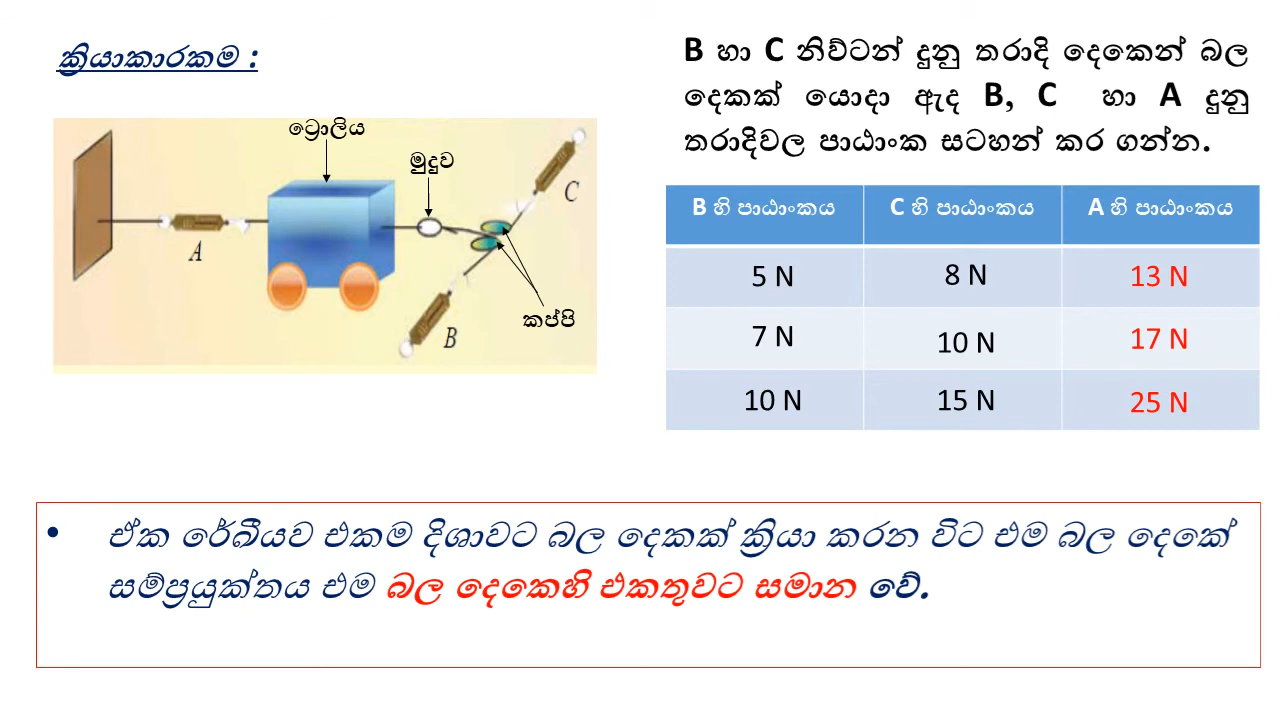 ක්‍රියාකාරකම :
B හා C නිව්ටන් දුනු තරාදි දෙකෙන් බල
දෙකක් යොදා ඇද B, C හා A දුනු
තරාදිවල පාඨාංක සටහන් කර ගන්න.
ට්‍රොලිය
මුදුව
C
A
B
කප්පි
B හි පාඨාංකය C හි පාඨාංකය A හි පාඨාංකය
5 N 8 N 13 N
7 N 10 N 17 N
10 N 15 N 25 N
• ඒක රේඛීයව එකම දිශාවට බල දෙකක් ක්‍රියා කරන විට එම බල දෙකේ
සම්ප්‍රයුක්තය එම බල දෙකෙහි එකතුවට සමාන වේ.